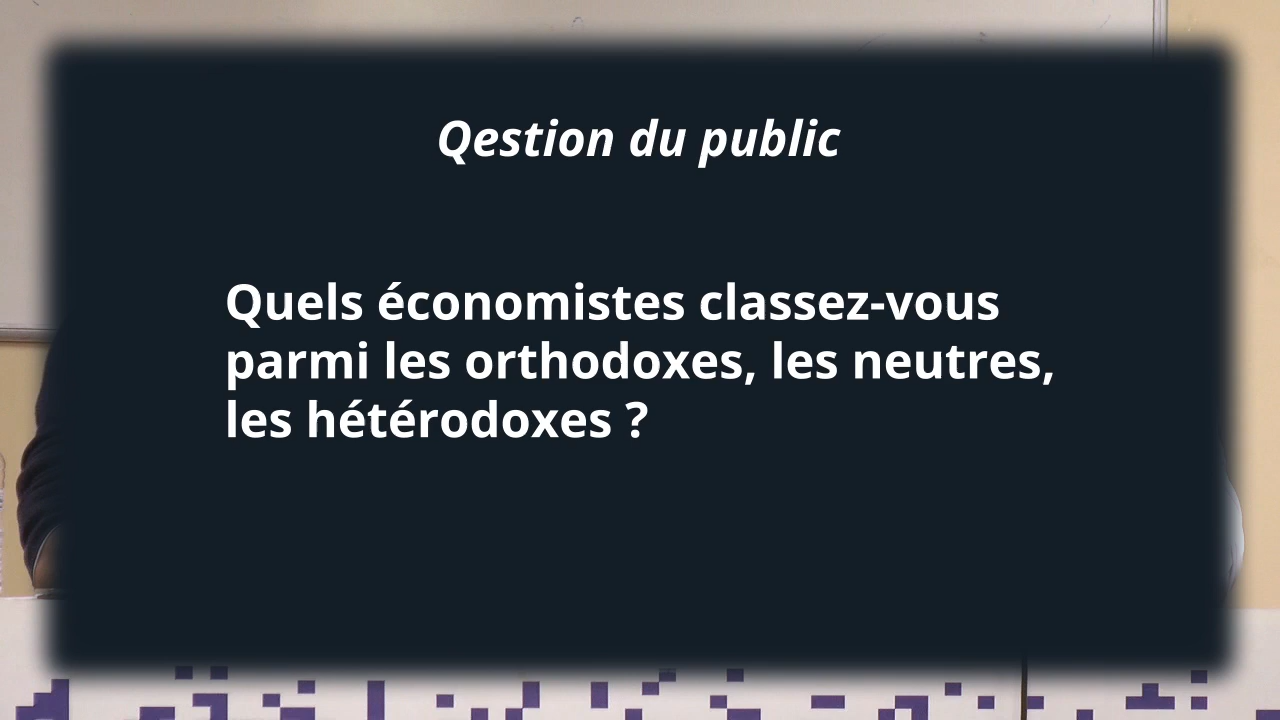 Qestion du public
Quels économistes classez-vous
parmi les orthodoxes, les neutres,
les hétérodoxes ?